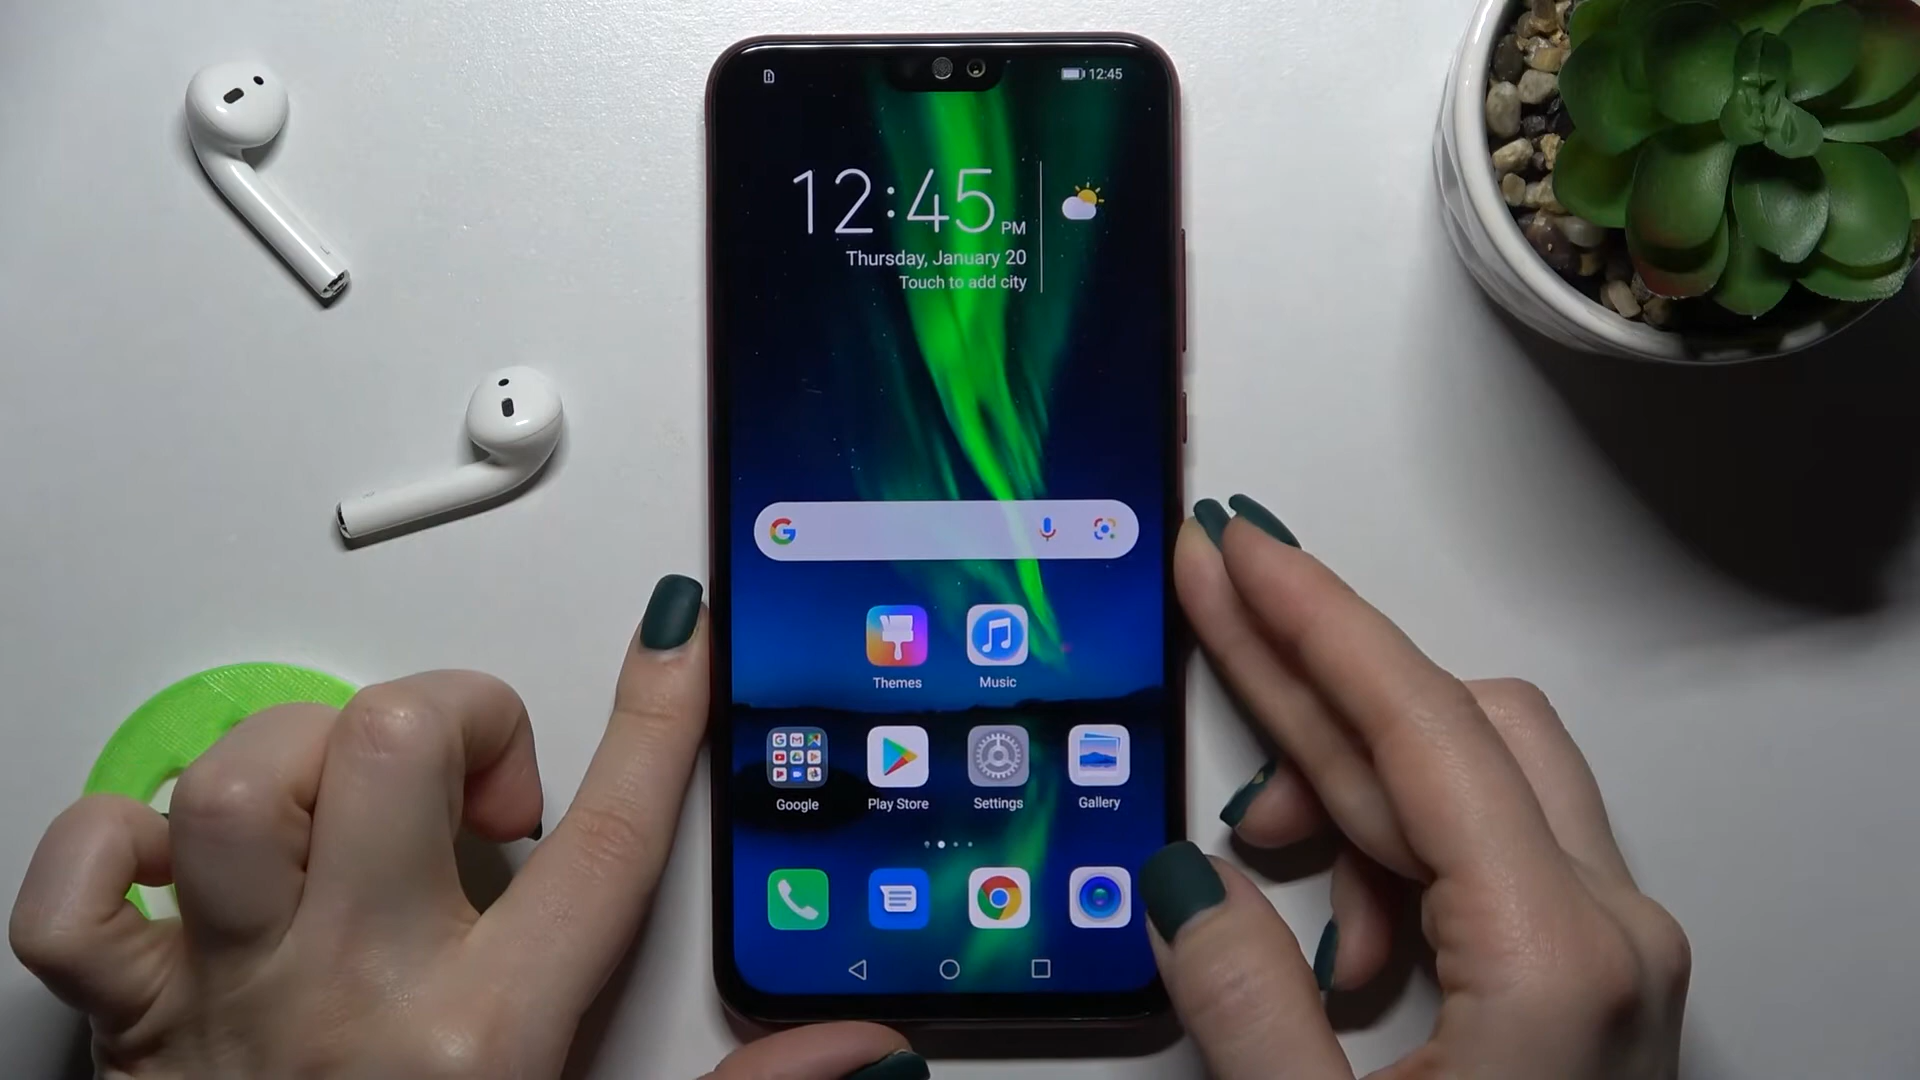 12:45
12:45 PM
Thursday, January 20
Touch to add city
Themes
Music
Google
Play Store
Settings
Gallery